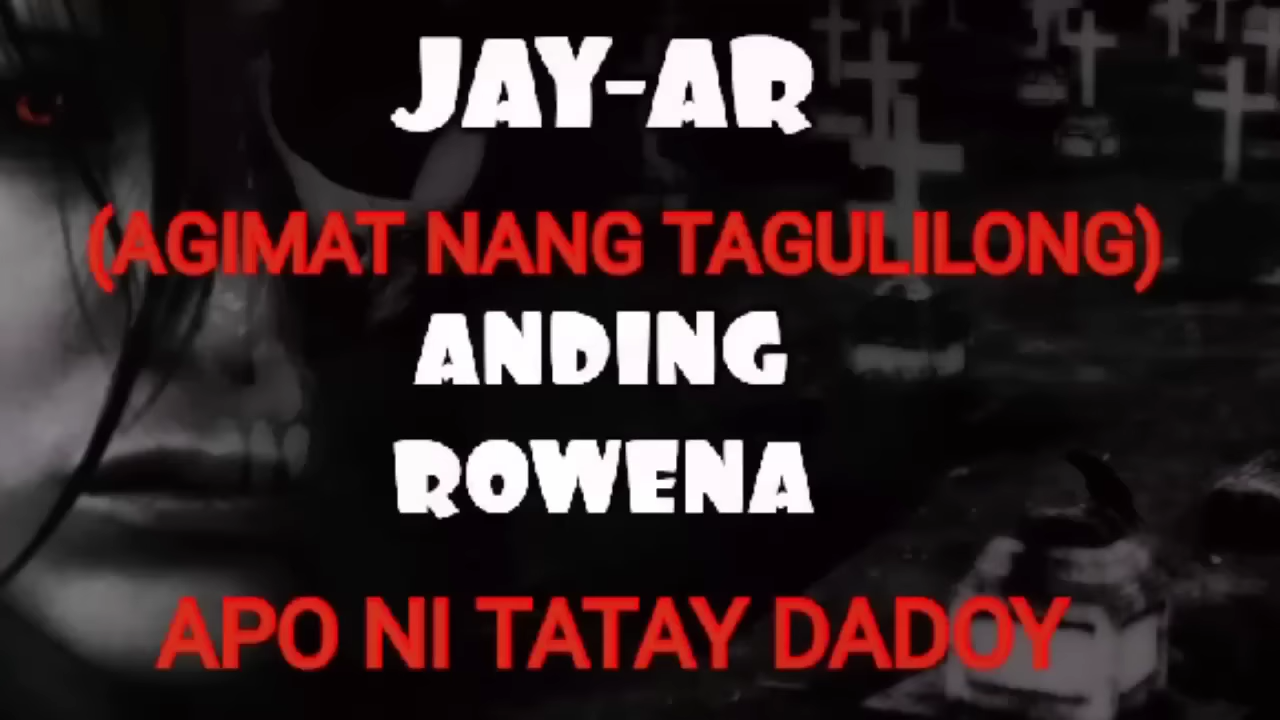 JAY-AR
(AGIMAT NANG TAGULILONG)
ANDING
ROWENA
APO NI TATAY DADOY